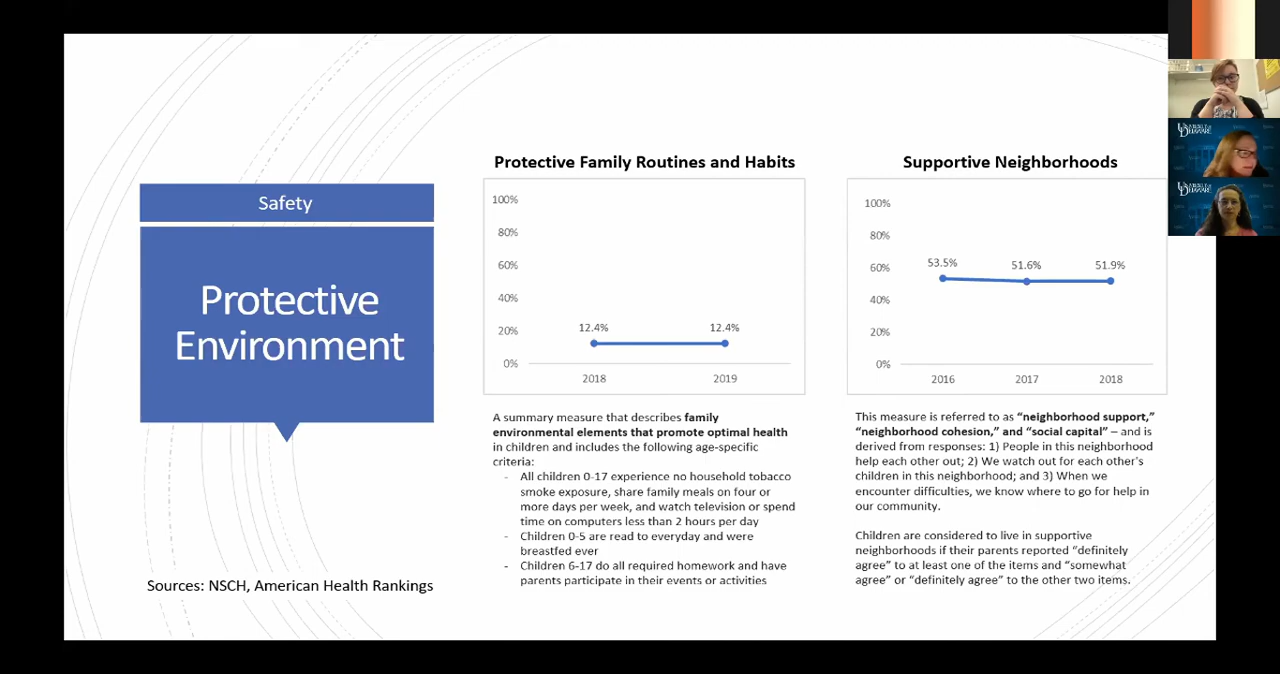 Safety
Protective
Environment
Sources: NSCH, American Health Rankings
Protective Family Routines and Habits
100%
80%
60%
40%
20%
0%
12.4%
12.4%
2018
2019
A summary measure that describes family
environmental elements that promote optimal health
in children and includes the following age-specific
criteria:
- All children 0-17 experience no household tobacco
smoke exposure, share family meals on four or
more days per week, and watch television or spend
time on computers less than 2 hours per day
- Children 0-5 are read to everyday and were
breastfed ever
- Children 6-17 do all required homework and have
parents participate in their events or activities
Supportive Neighborhoods
100%
80%
60%
40%
20%
0%
53.5%
51.6%
51.9%
2016
2017
2018
This measure is referred to as “neighborhood support,”
“neighborhood cohesion,” and “social capital” – and is
derived from responses: 1) People in this neighborhood
help each other out; 2) We watch out for each other’s
children in this neighborhood; and 3) When we
encounter difficulties, we know where to go for help in
our community.
Children are considered to live in supportive
neighborhoods if their parents reported “definitely
agree” to at least one of the items and “somewhat
agree” or “definitely agree” to the other two items.